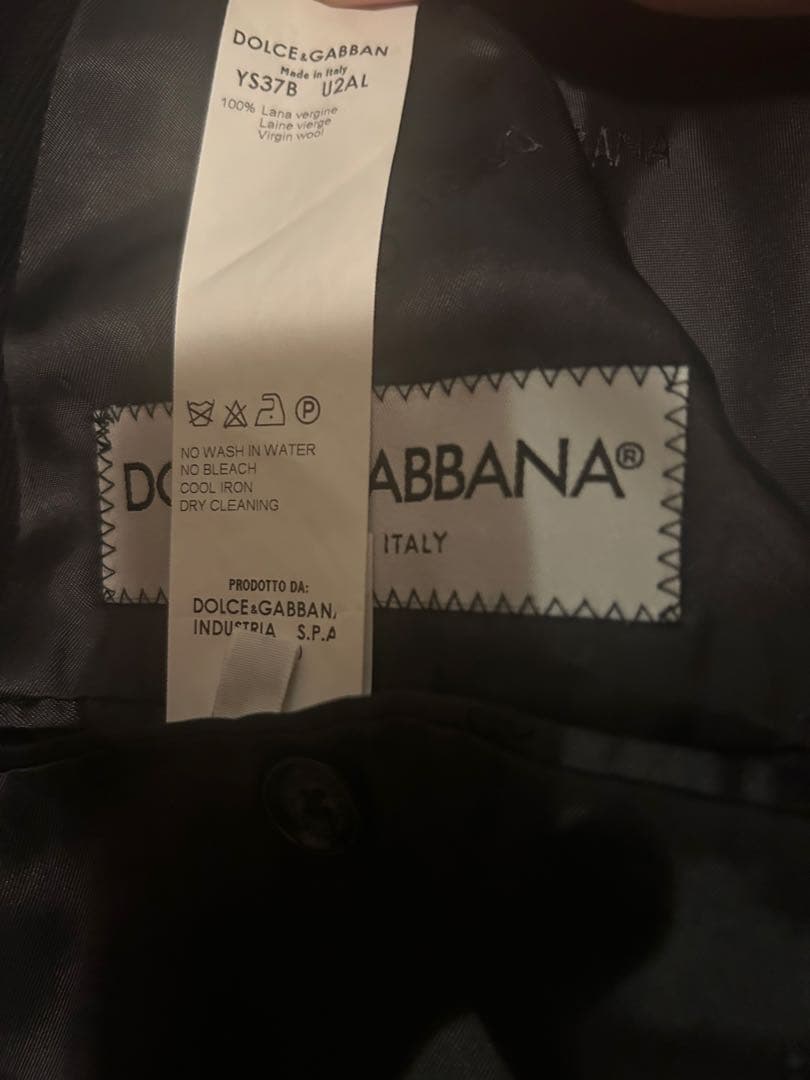 DOLCE&GABBAN
Made in Italy
YS37B U2AL
100% Lana vergine
Laine vierge
Virgin wool
P
NO WASH IN WATER
NO BLEACH
COOL IRON
DRY CLEANING
PRODOTTO DA:
DOLCE&GABBAN
INDUSTRIA S.P.A
DO ABBANA®
ITALY